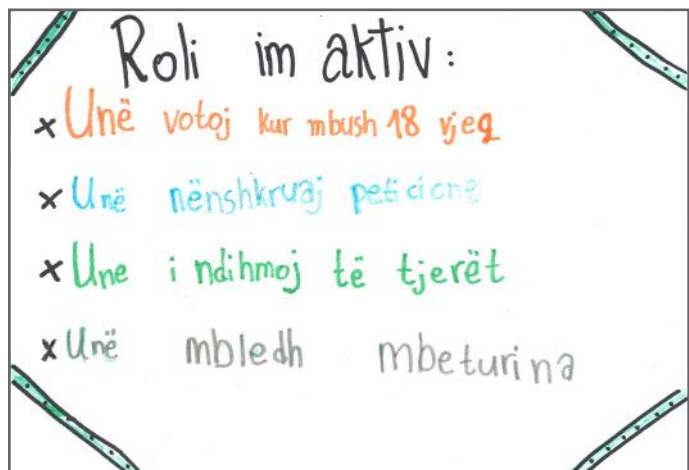 Roli im aktiv:
x Unë votoj kur mbush 18 vjeq
x Unë nënshkruaj peticione
x Une i ndihmoj të tjerët
x Unë mbledh mbeturina